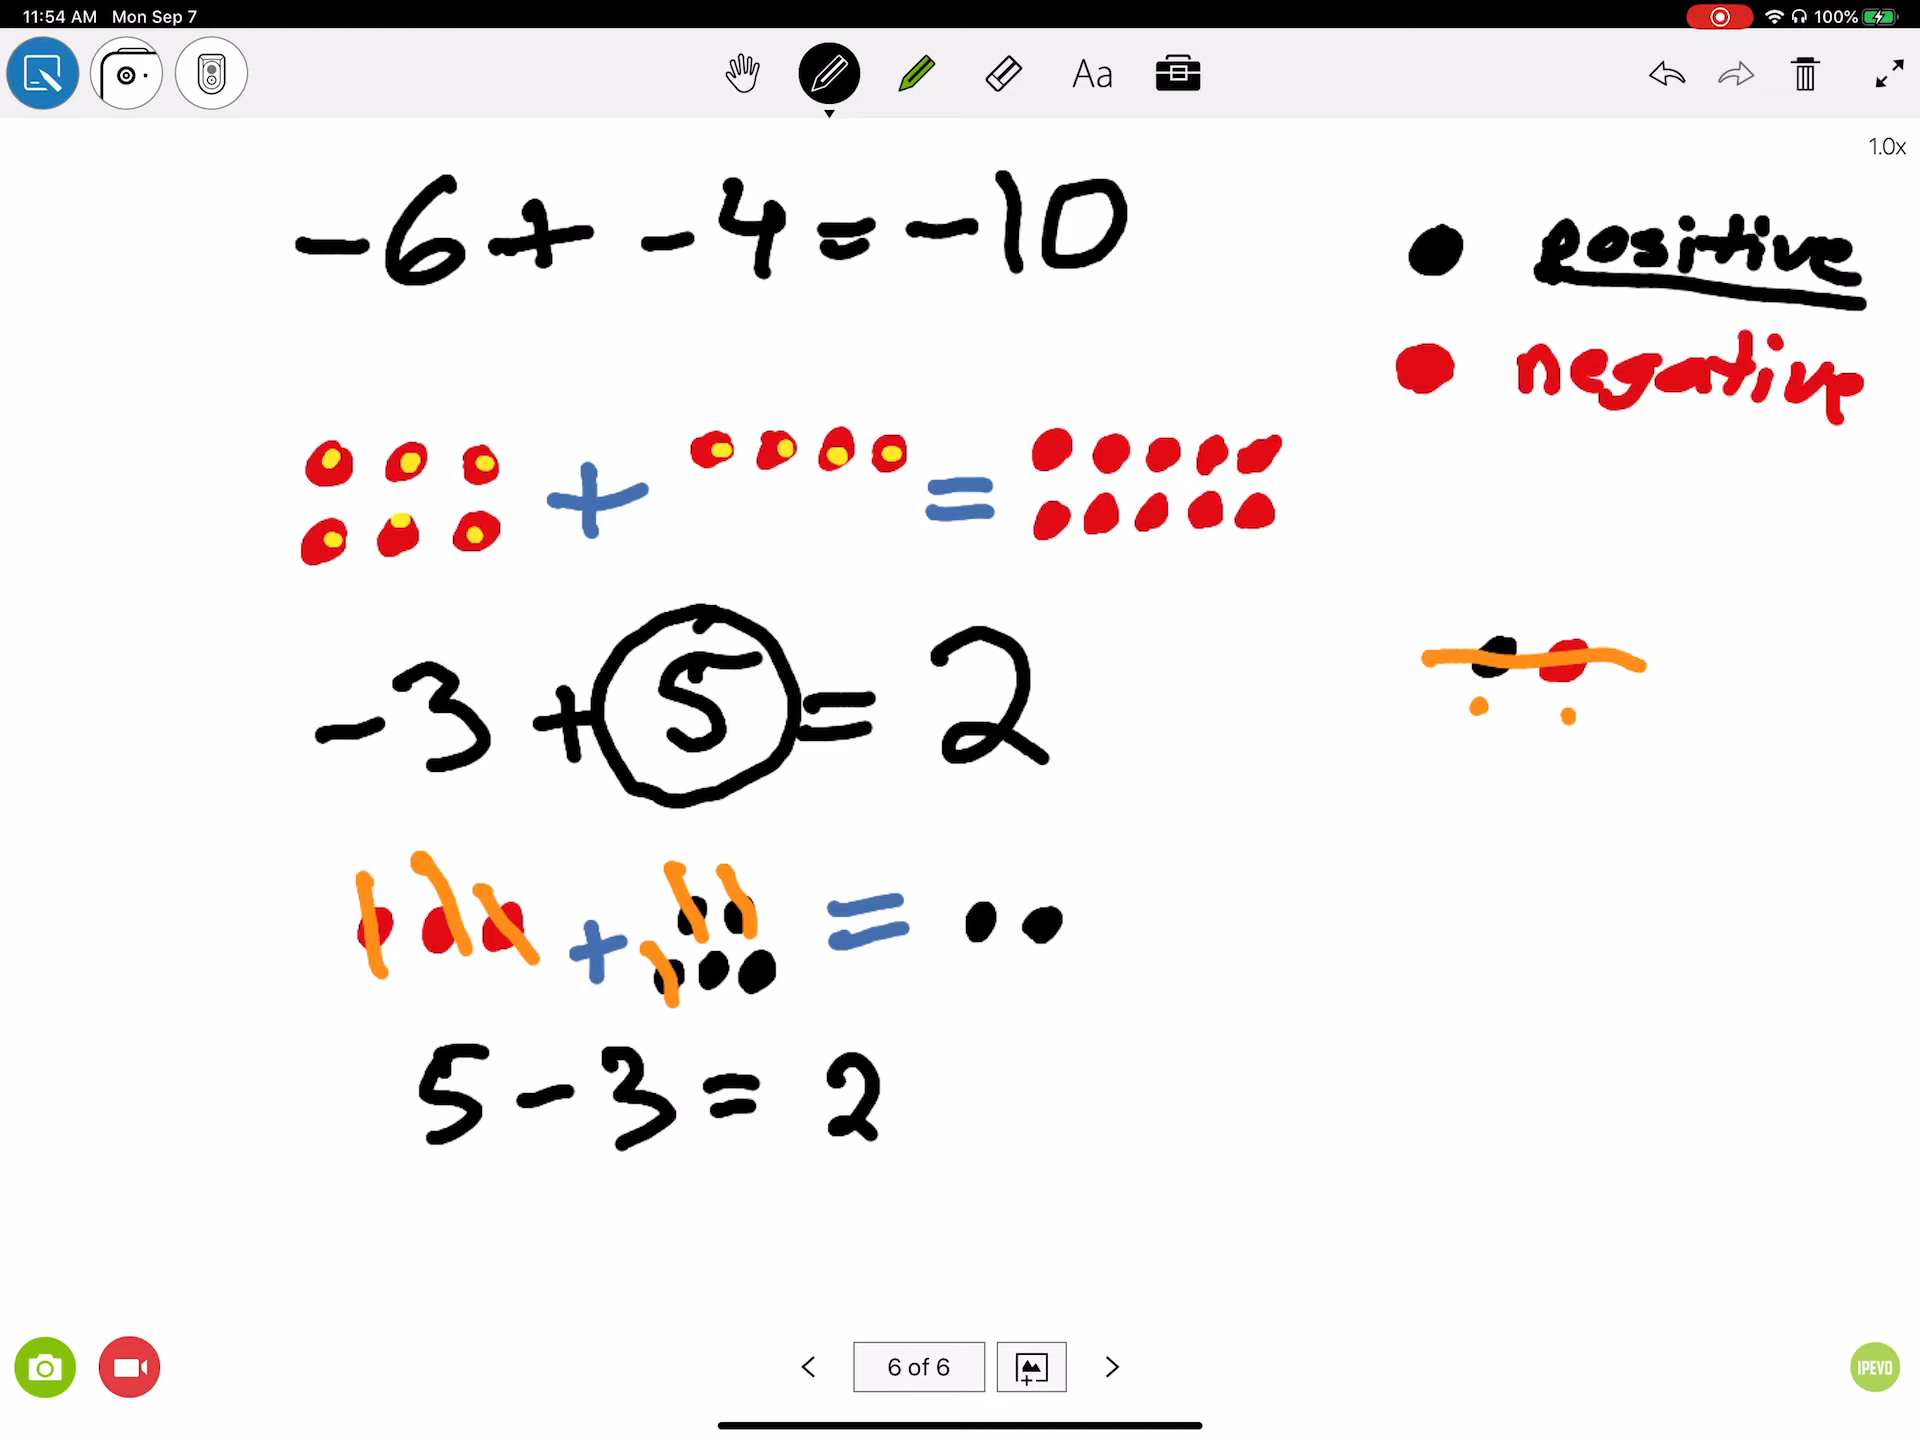 11:54 AM Mon Sep 7 100%
Aa
1.0x
-6 + -4 = -10
positive
negative
+ =
-3 + 5 = 2
+ =
5 - 3 = 2
6 of 6
IPEVO